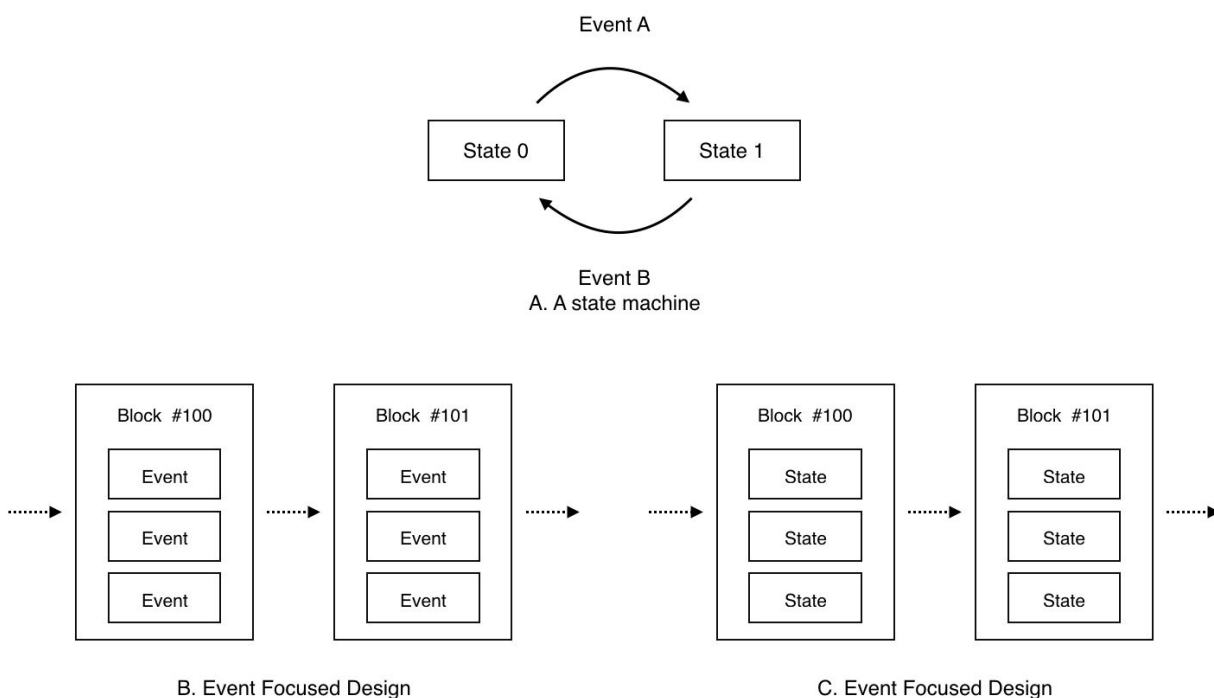 Event A
State 0
State 1
Event B
A. A state machine
Block #100
Event
Event
Event
Block #101
Event
Event
Event
B. Event Focused Design
Block #100
State
State
State
Block #101
State
State
State
C. Event Focused Design